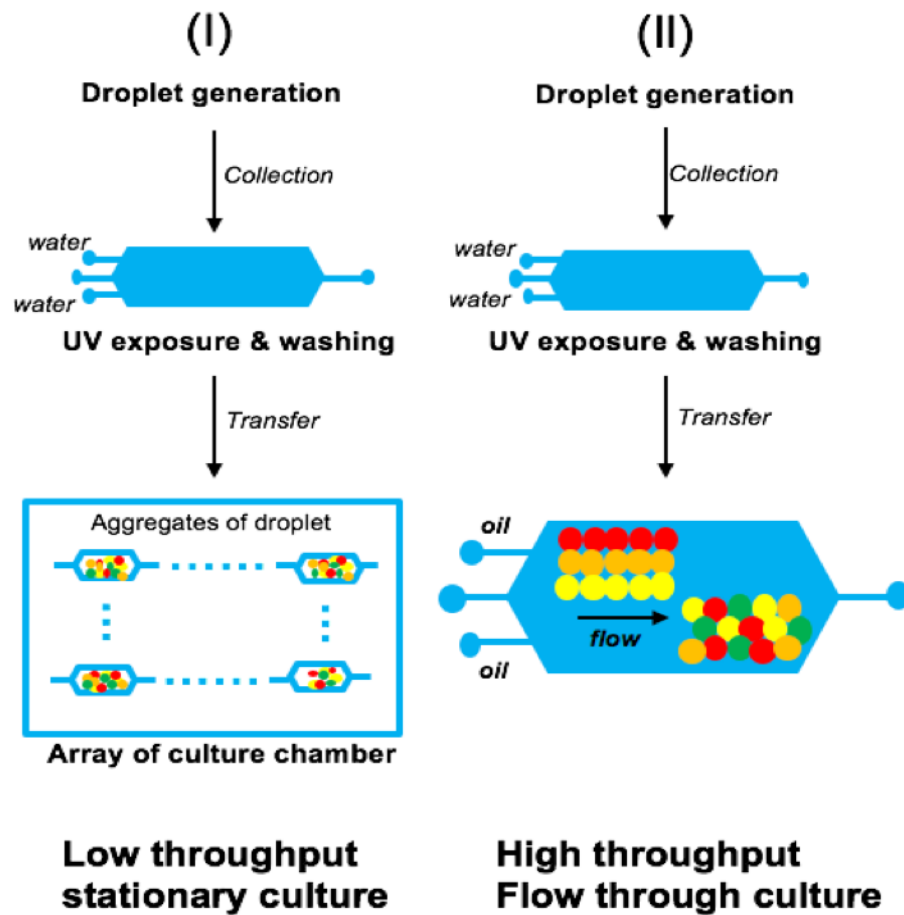 (I)
Droplet generation
Collection
water
water
UV exposure & washing
Transfer
Aggregates of droplet
Array of culture chamber
Low throughput
stationary culture
(II)
Droplet generation
Collection
water
water
UV exposure & washing
Transfer
oil
flow
oil
High throughput
Flow through culture